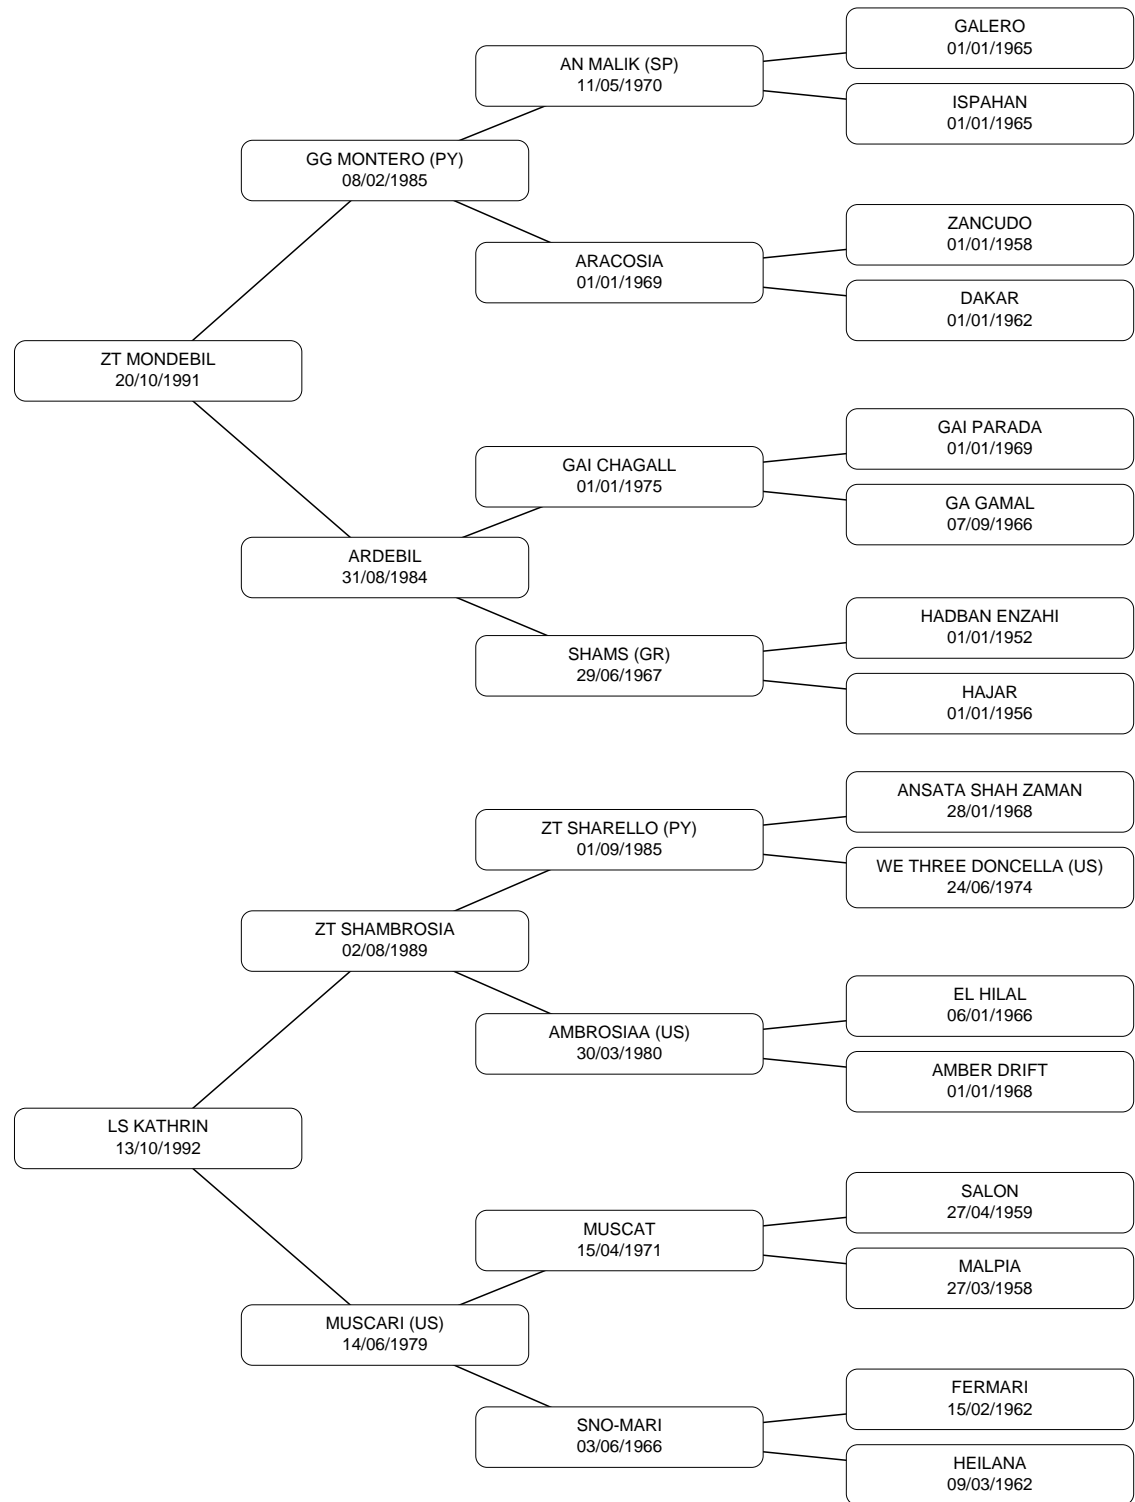 GALERO
01/01/1965
AN MALIK (SP)
11/05/1970
ISPAHAN
01/01/1965
GG MONTERO (PY)
08/02/1985
ZANCUDO
01/01/1958
ARACOSIA
01/01/1969
DAKAR
01/01/1962
ZT MONDEBIL
20/10/1991
GAI PARADA
01/01/1969
GAI CHAGALL
01/01/1975
GA GAMAL
07/09/1966
ARDEBIL
31/08/1984
HADBAN ENZAHI
01/01/1952
SHAMS (GR)
29/06/1967
HAJAR
01/01/1956
ANSATA SHAH ZAMAN
28/01/1968
ZT SHARELLO (PY)
01/09/1985
WE THREE DONCELLA (US)
24/06/1974
ZT SHAMBROSIA
02/08/1989
EL HILAL
06/01/1966
AMBROSIAA (US)
30/03/1980
AMBER DRIFT
01/01/1968
LS KATHRIN
13/10/1992
SALON
27/04/1959
MUSCAT
15/04/1971
MALPIA
27/03/1958
MUSCARI (US)
14/06/1979
FERMARI
15/02/1962
SNO-MARI
03/06/1966
HEILANA
09/03/1962